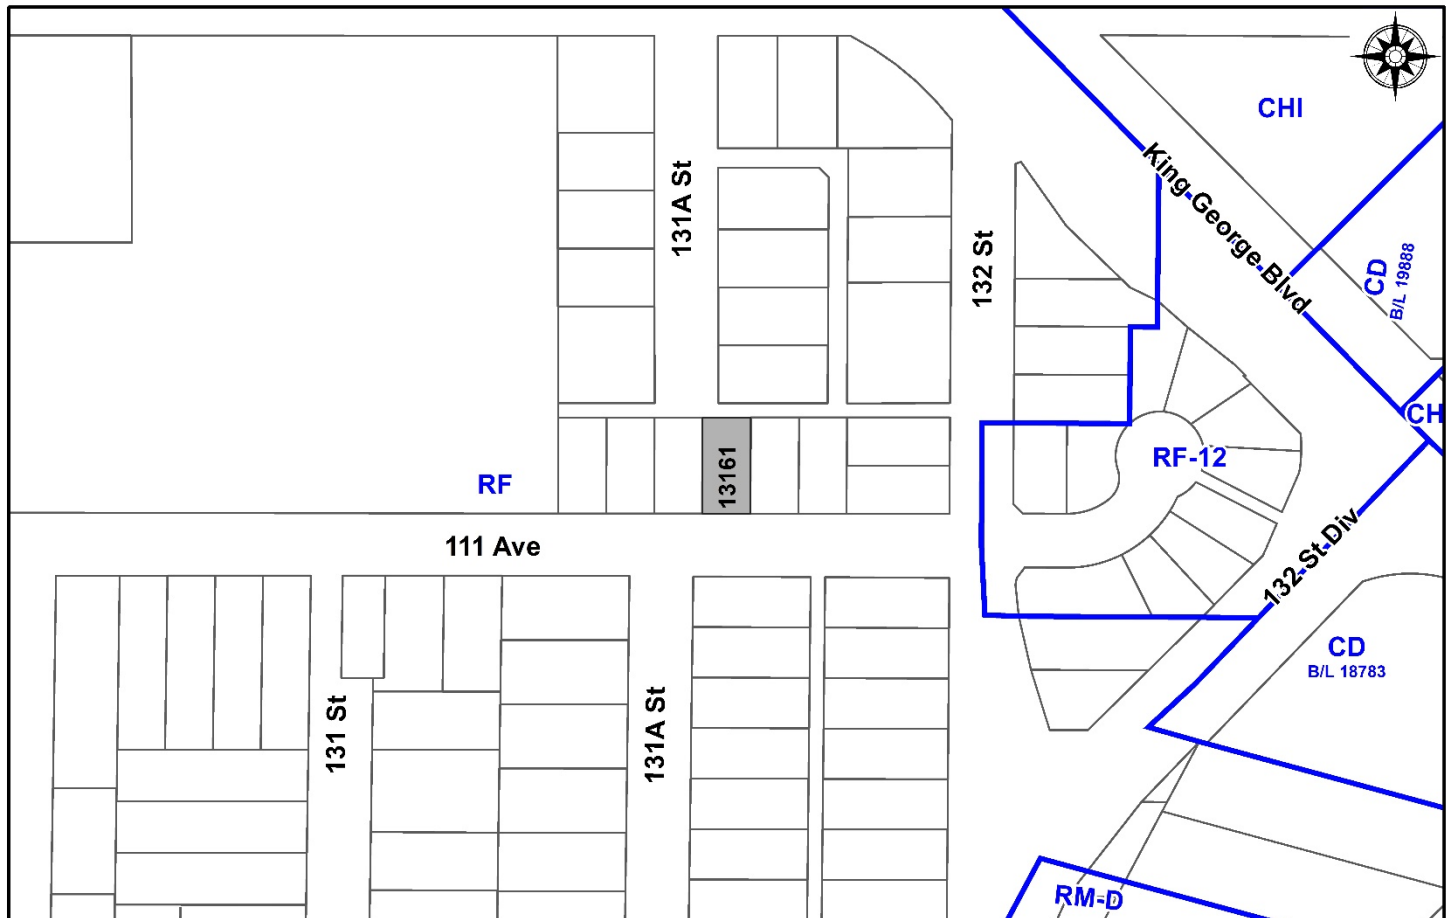 CHI
King George Blvd
131A St
132 St
CD
B/L 19888
CH
RF-12
13161
RF
111 Ave
132 St Div
CD
B/L 18783
131 St
131A St
RM-D